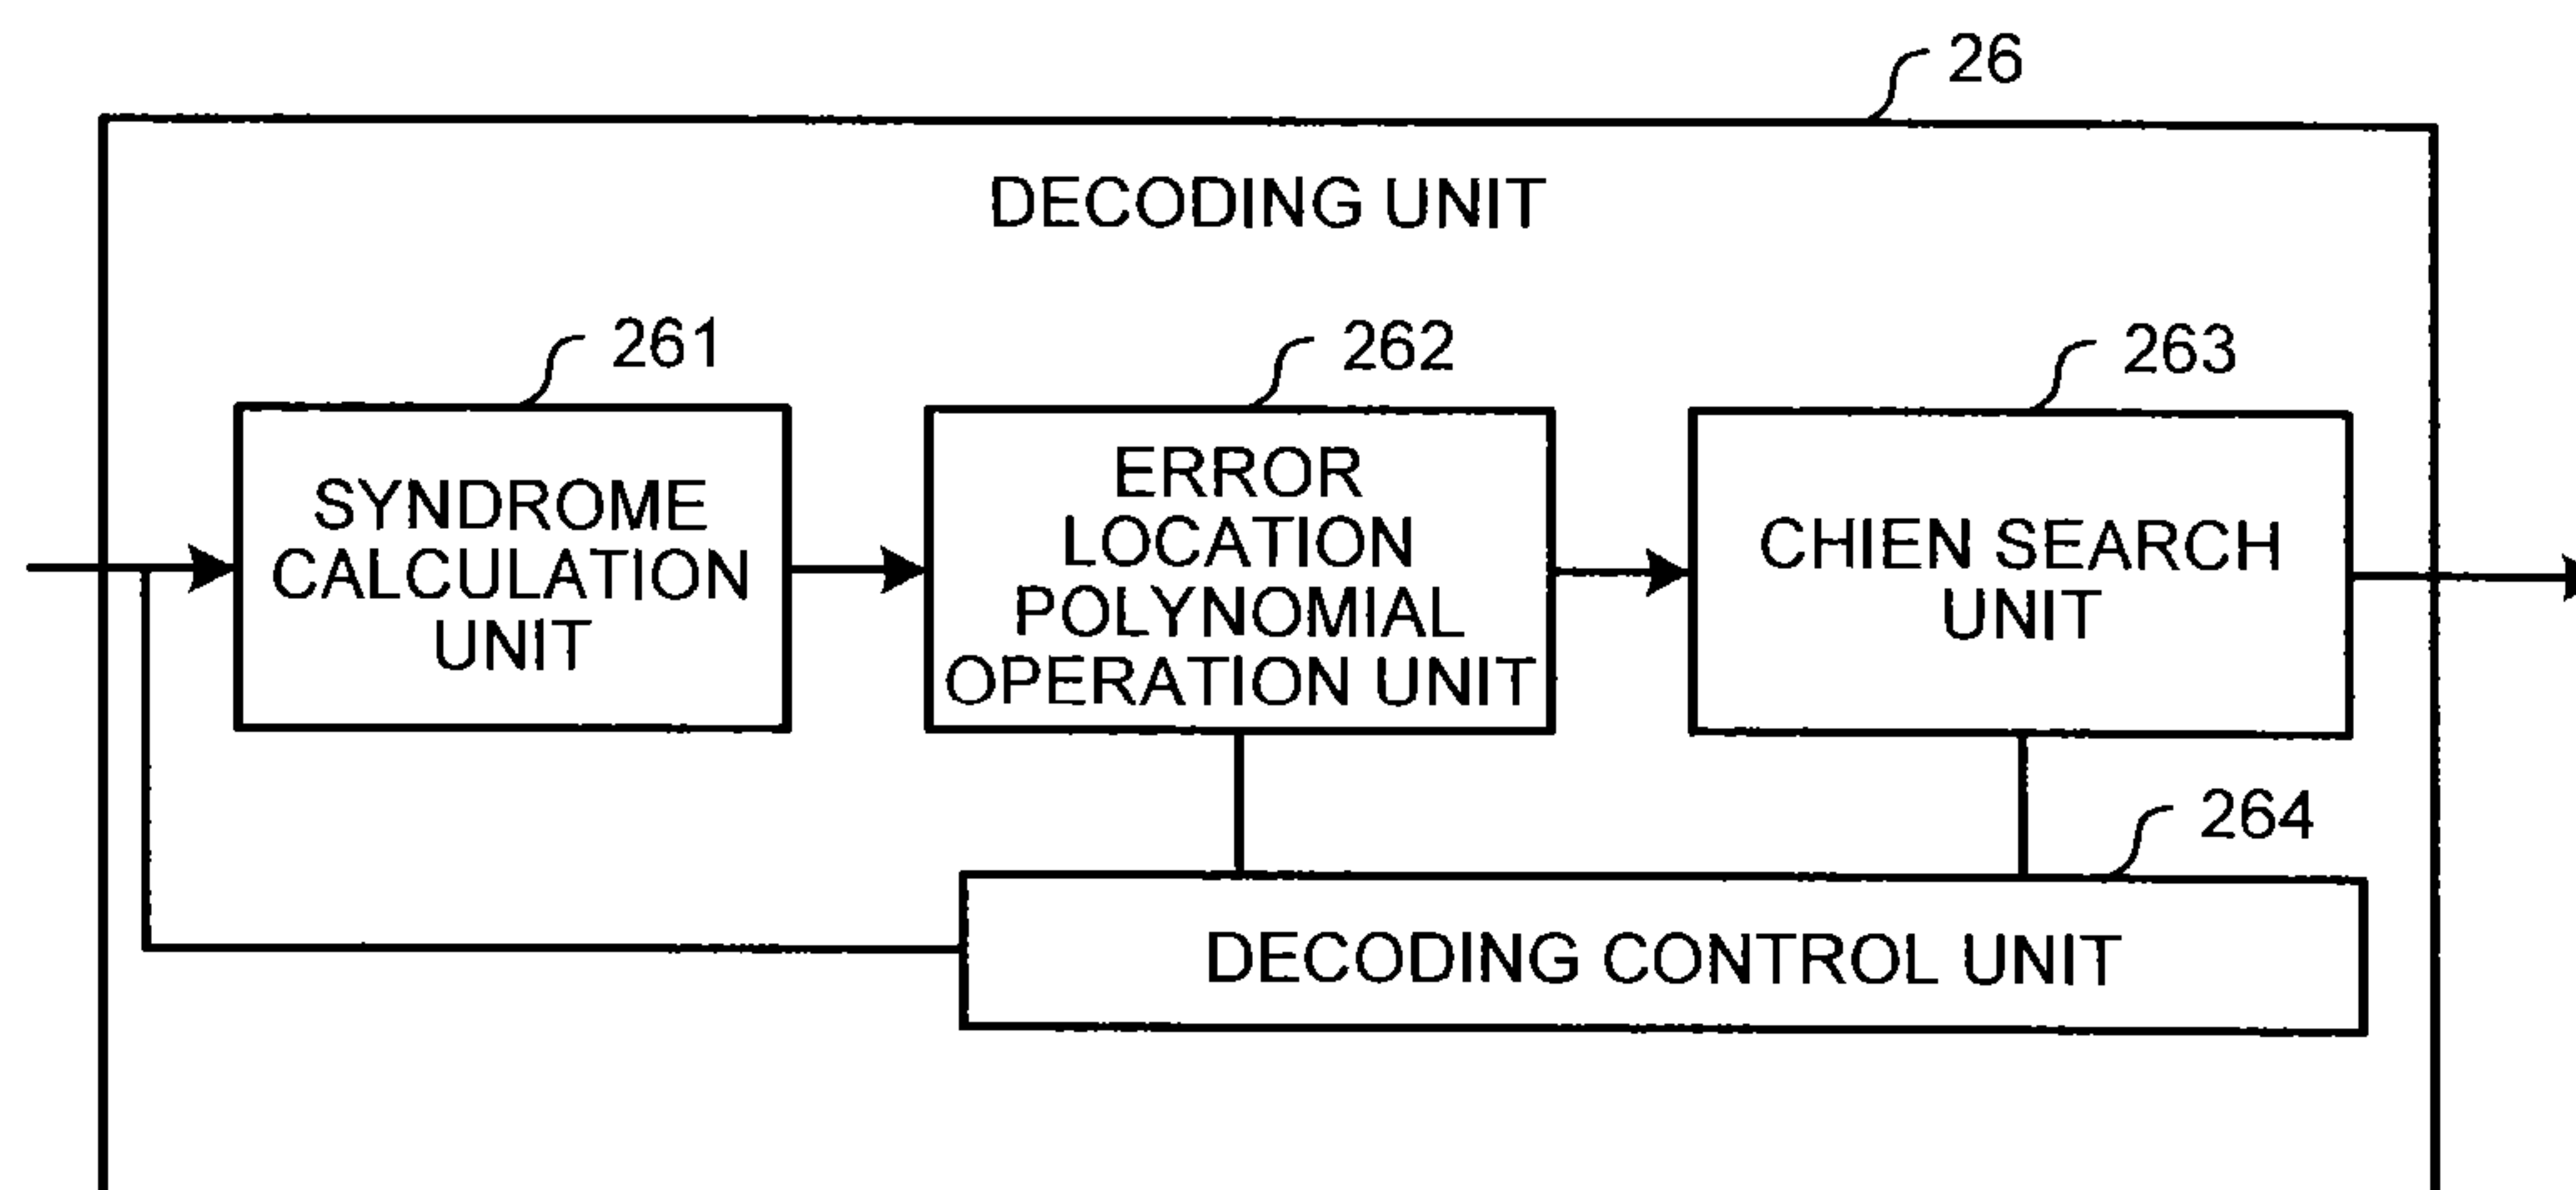 26
DECODING UNIT
261
262
263
SYNDROME
CALCULATION
UNIT
ERROR
LOCATION
POLYNOMIAL
OPERATION UNIT
CHIEN SEARCH
UNIT
264
DECODING CONTROL UNIT